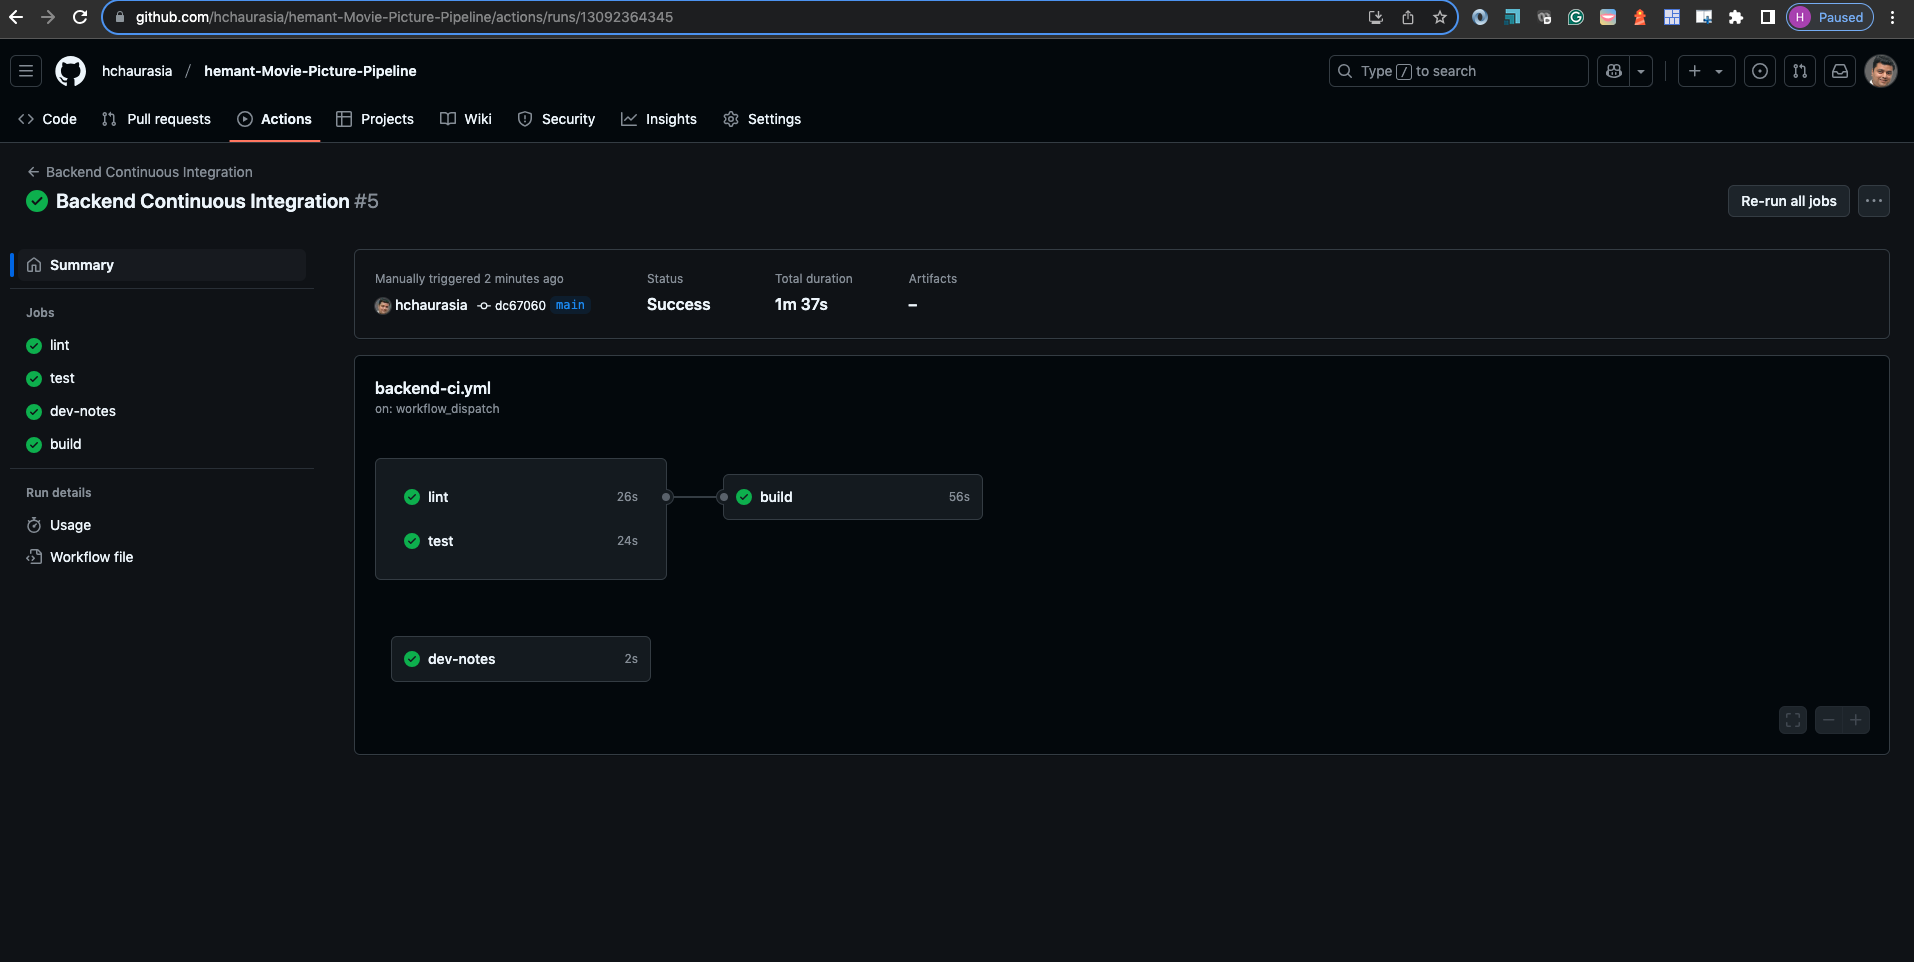 github.com/hchaurasia/hemant-Movie-Picture-Pipeline/actions/runs/13092364345
H Paused
hchaurasia / hemant-Movie-Picture-Pipeline
Type / to search
Code Pull requests Actions Projects Wiki Security Insights Settings
Backend Continuous Integration
Backend Continuous Integration #5
Re-run all jobs
Summary
Jobs
lint
test
dev-notes
build
Run details
Usage
Workflow file
Manually triggered 2 minutes ago
hchaurasia dc67060 main
Status
Success
Total duration
1m 37s
Artifacts
–
backend-ci.yml
on: workflow_dispatch
lint 26s
test 24s
build 56s
dev-notes 2s